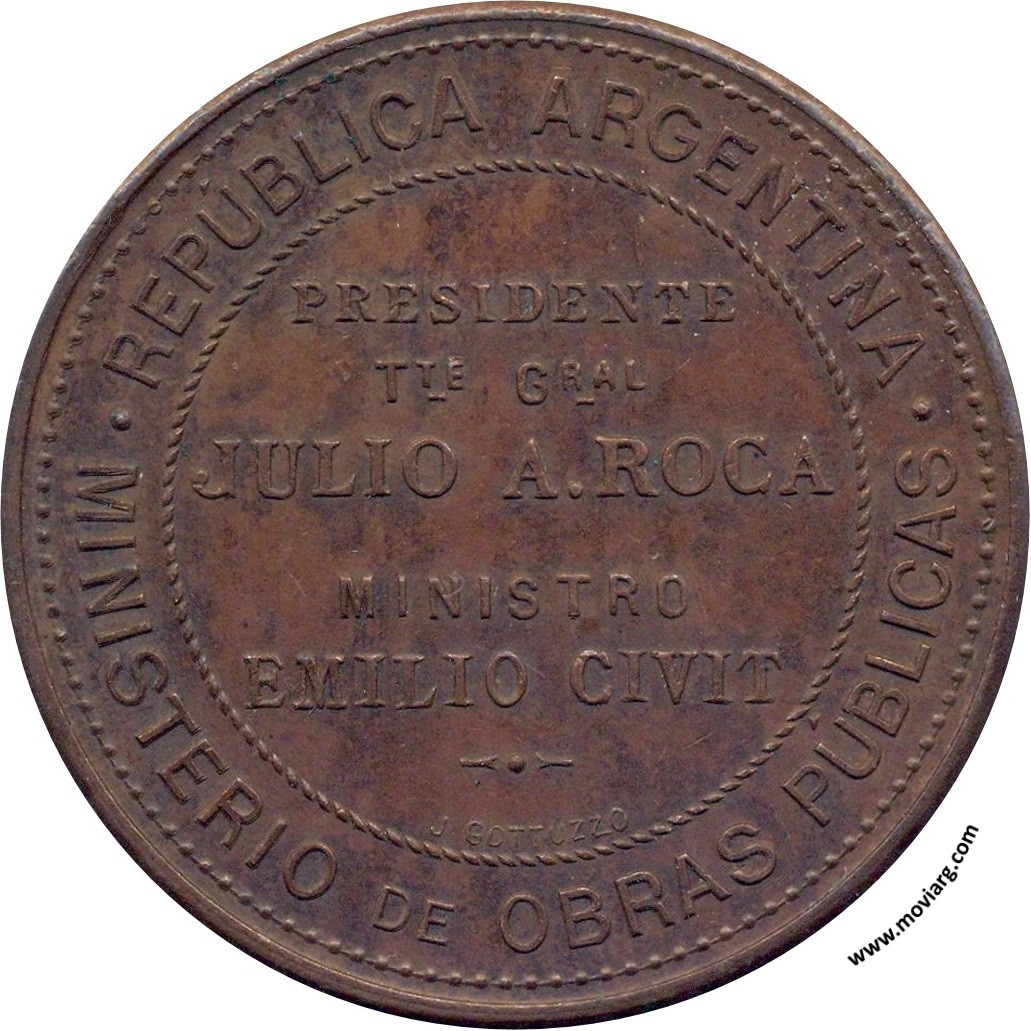 REPÚBLICA ARGENTINA
PRESIDENTE
TTE GRAL
JULIO A. ROCA
MINISTRO
EMILIO CIVIT
J. GOTTUZZO
MINISTERIO DE OBRAS PÚBLICAS
www.moviarg.com